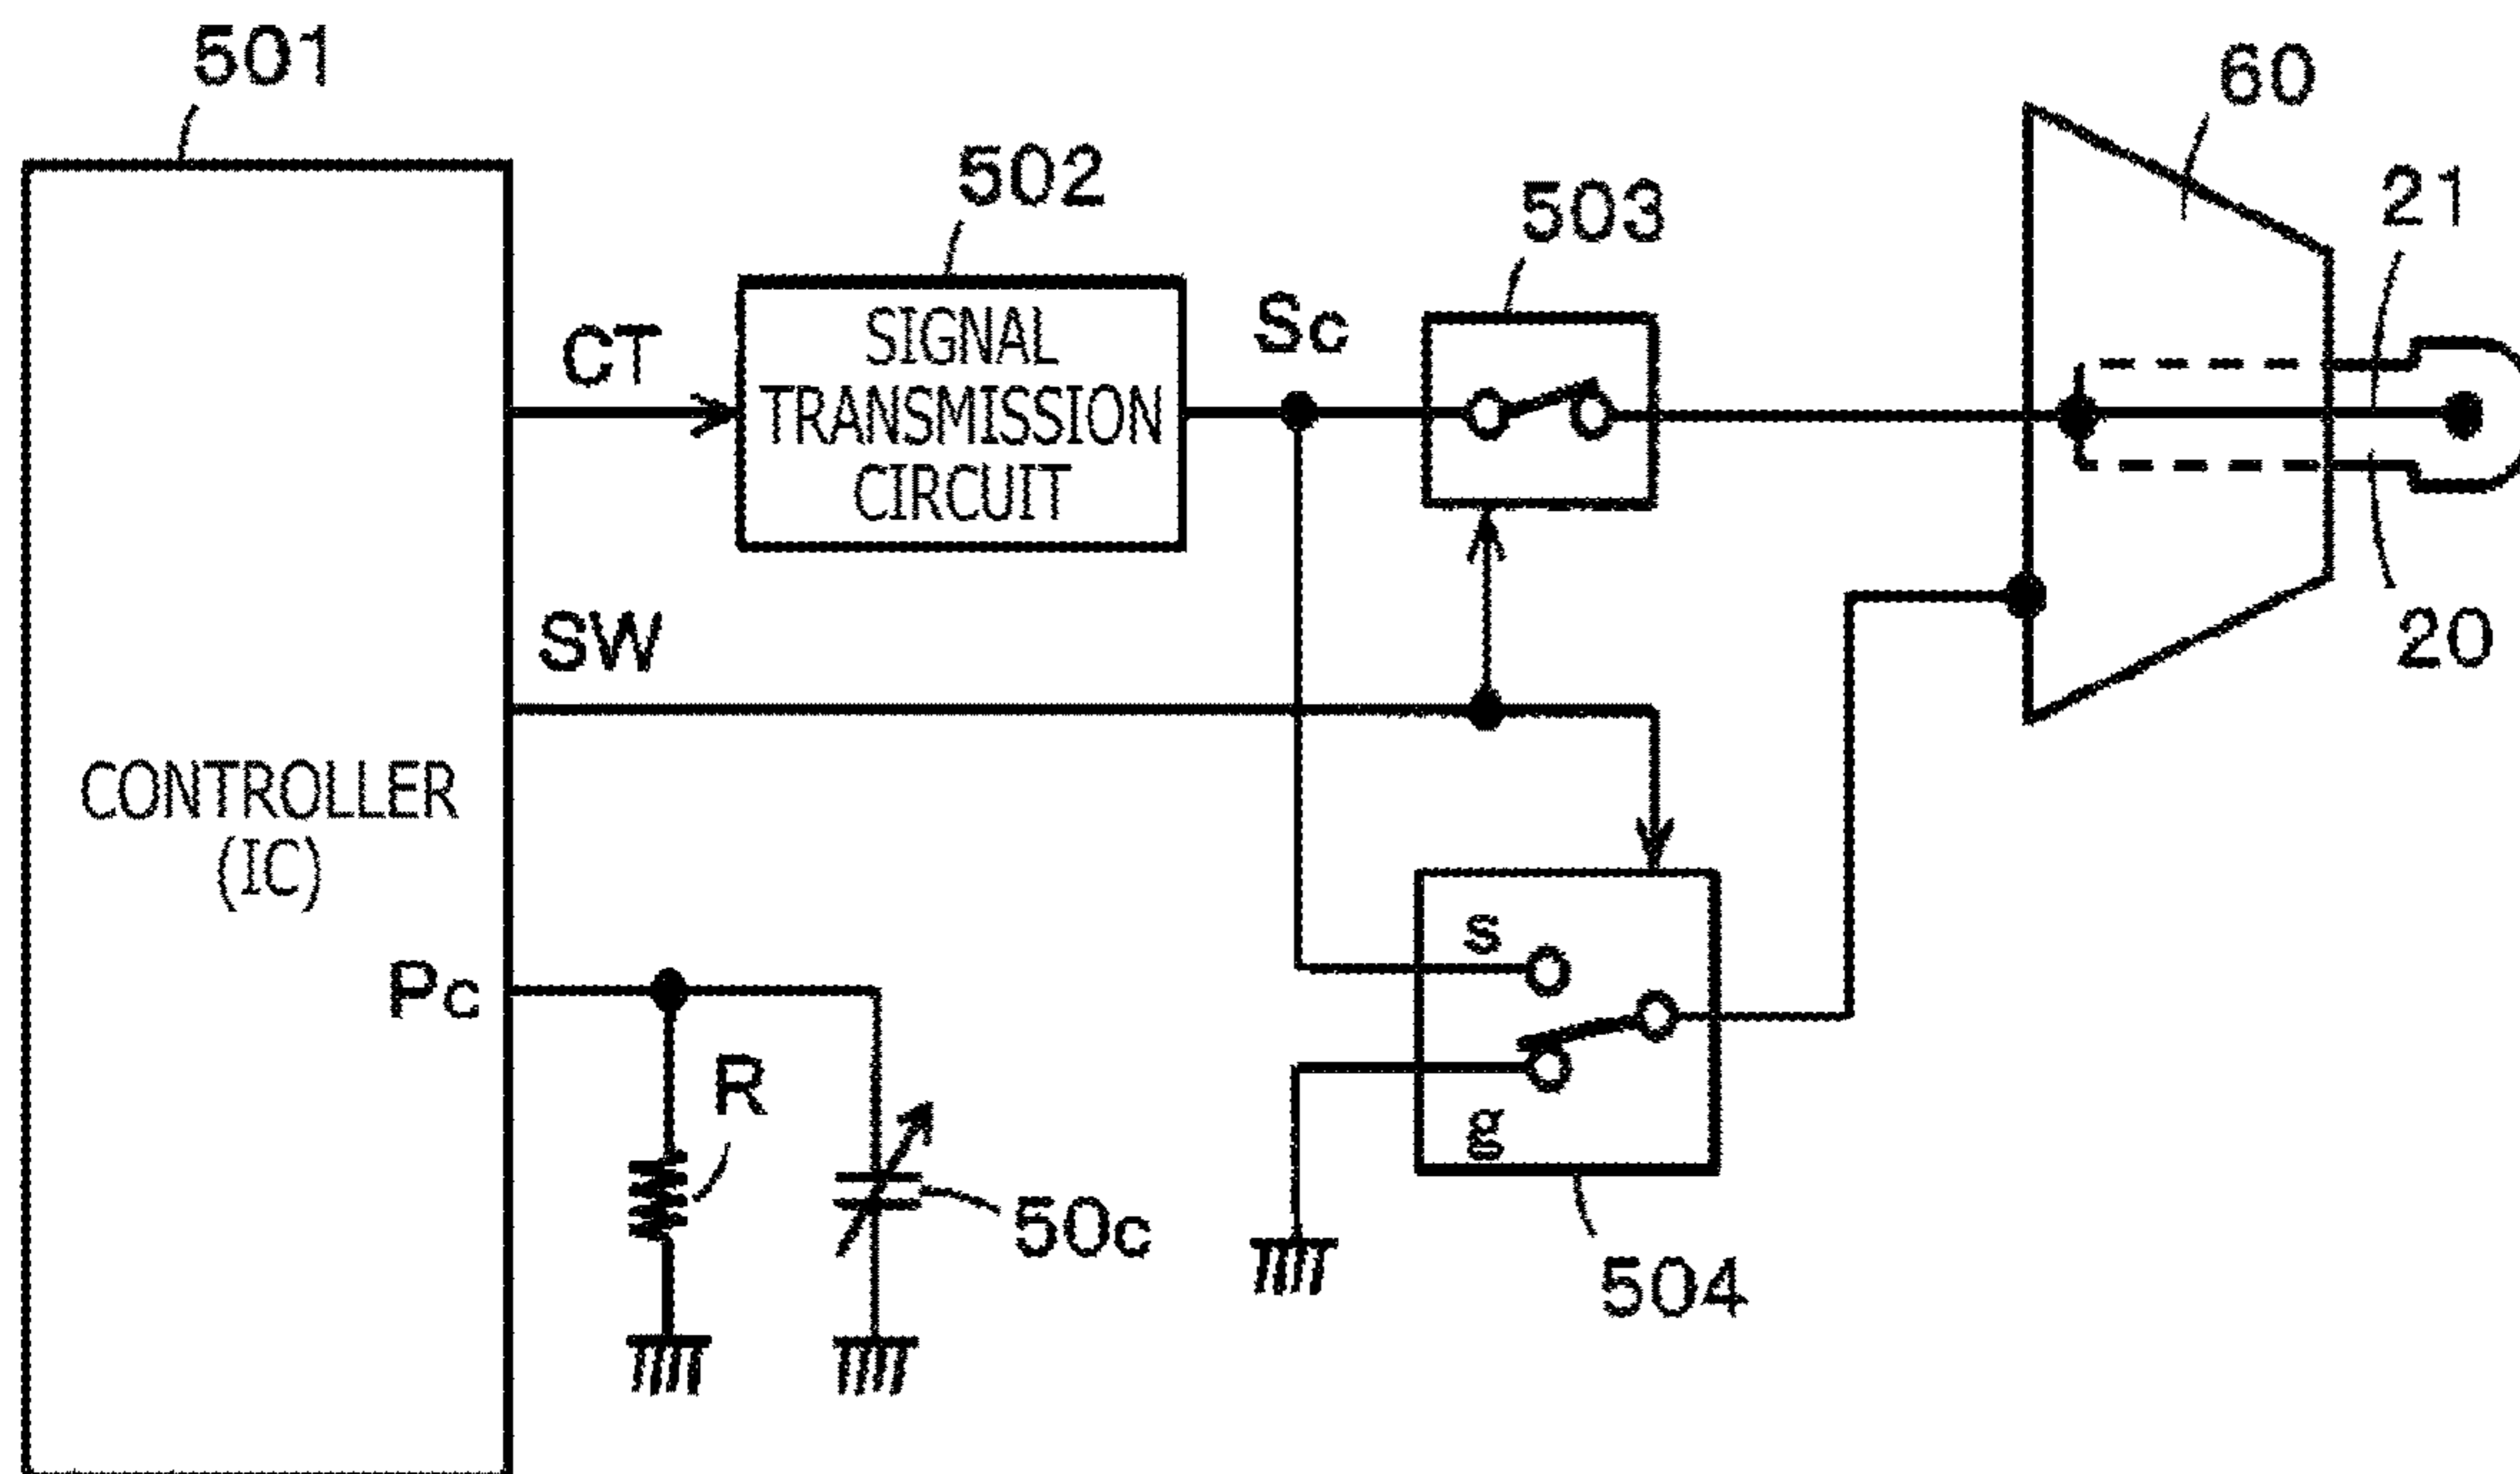 501
60
502
21
503
SIGNAL
TRANSMISSION
CIRCUIT
CT
Sc
SW
20
CONTROLLER
(IC)
s
Pc
R
g
50c
504